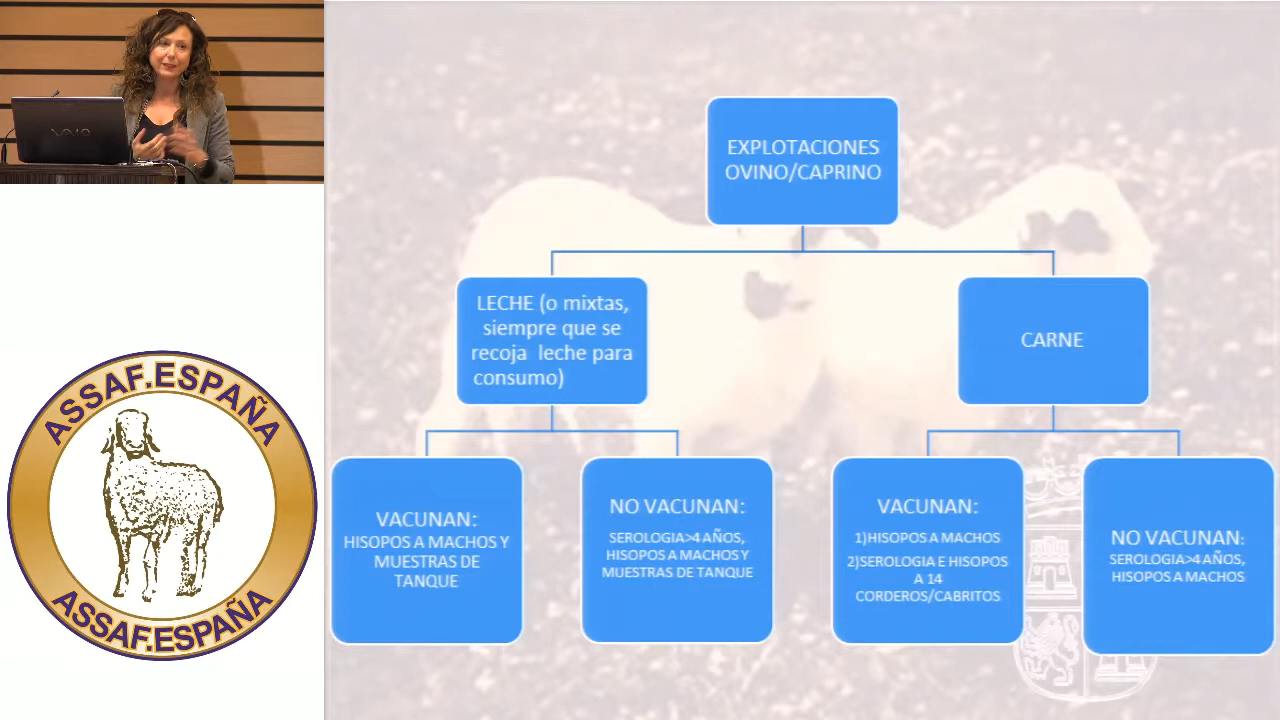 VAIO
EXPLOTACIONES
OVINO/CAPRINO
LECHE (o mixtas,
siempre que se
recoja leche para
consumo)
CARNE
VACUNAN:
HISOPOS A MACHOS Y
MUESTRAS DE
TANQUE
NO VACUNAN:
SEROLOGIA>4 AÑOS,
HISOPOS A MACHOS Y
MUESTRAS DE TANQUE
VACUNAN:
1)HISOPOS A MACHOS
2)SEROLOGIA E HISOPOS
A 14
CORDEROS/CABRITOS
NO VACUNAN:
SEROLOGIA>4 AÑOS,
HISOPOS A MACHOS
ASSAF.ESPAÑA
ASSAF.ESPAÑA